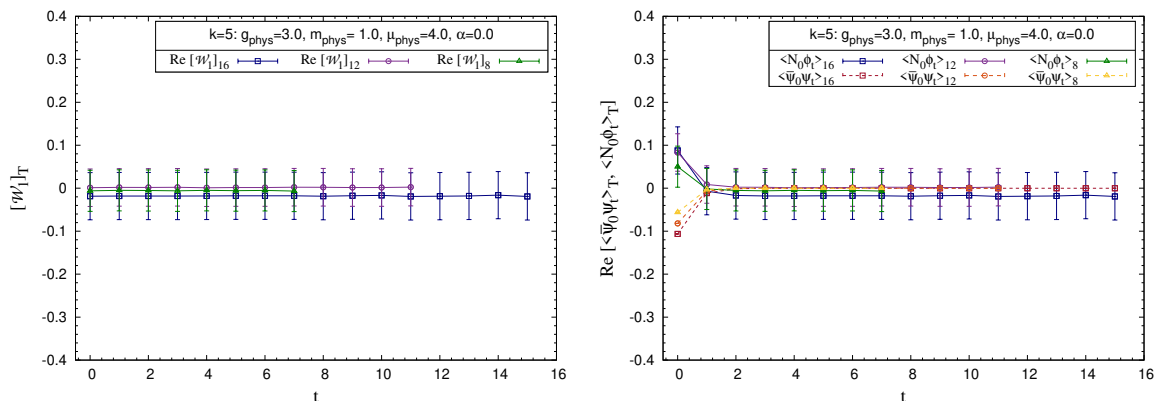 k=5: g_phys=3.0, m_phys= 1.0, μ_phys=4.0, α=0.0
Re [𝒲₁]₁₆ Re [𝒲₁]₁₂ Re [𝒲₁]₈
0.4
0.3
0.2
0.1
0
-0.1
-0.2
-0.3
-0.4
[𝒲₁]_T
0 2 4 6 8 10 12 14 16
t
k=5: g_phys=3.0, m_phys= 1.0, μ_phys=4.0, α=0.0
<N₀ϕ_t>₁₆ <N₀ϕ_t>₁₂ <N₀ϕ_t>₈
<ψ̅₀ψ_t>₁₆ <ψ̅₀ψ_t>₁₂ <ψ̅₀ψ_t>₈
0.4
0.3
0.2
0.1
0
-0.1
-0.2
-0.3
-0.4
Re [<ψ̅₀ψ_t>_T, <N₀ϕ_t>_T]
0 2 4 6 8 10 12 14 16
t